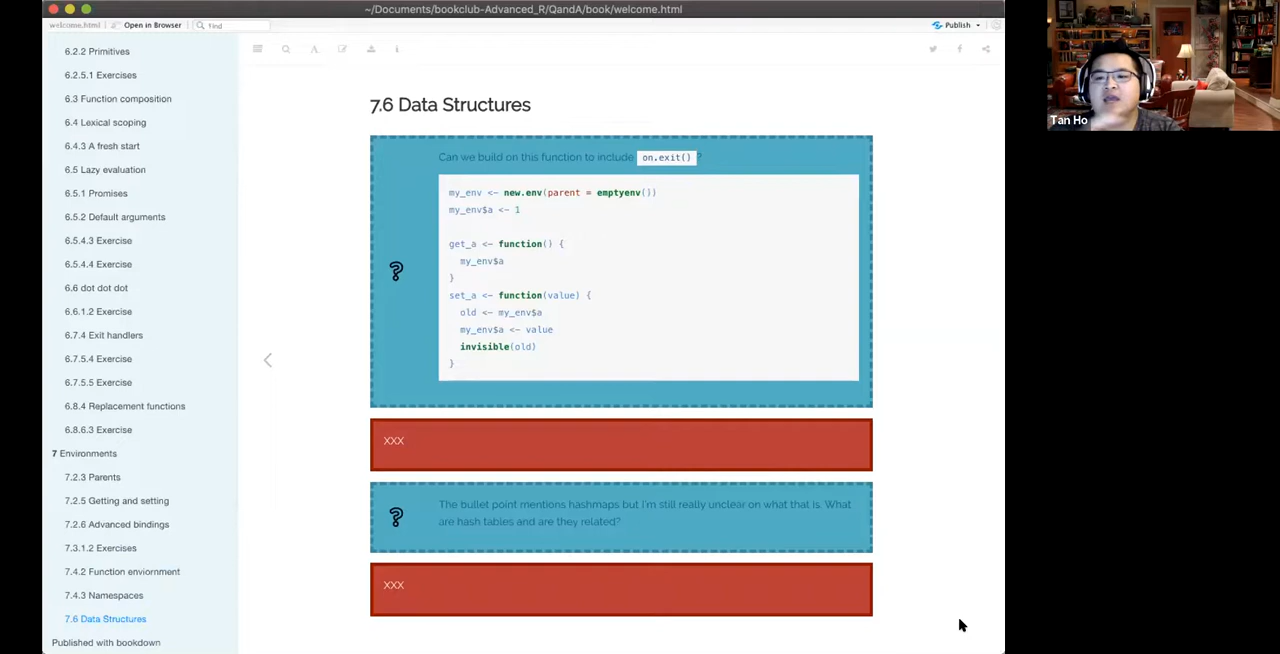 ~/Documents/bookclub-Advanced_R/QandA/book/welcome.html
welcome.html
Open in Browser
Find
Publish
6.2.2 Primitives
6.2.5.1 Exercises
6.3 Function composition
6.4 Lexical scoping
6.4.3 A fresh start
6.5 Lazy evaluation
6.5.1 Promises
6.5.2 Default arguments
6.5.4.3 Exercise
6.5.4.4 Exercise
6.6 dot dot dot
6.6.1.2 Exercise
6.7.4 Exit handlers
6.7.5.4 Exercise
6.7.5.5 Exercise
6.8.4 Replacement functions
6.8.6.3 Exercise
7 Environments
7.2.3 Parents
7.2.5 Getting and setting
7.2.6 Advanced bindings
7.3.1.2 Exercises
7.4.2 Function enviornment
7.4.3 Namespaces
7.6 Data Structures
Published with bookdown
7.6 Data Structures
Can we build on this function to include on.exit() ?
my_env <- new.env(parent = emptyenv())
my_env$a <- 1
get_a <- function() {
my_env$a
}
set_a <- function(value) {
old <- my_env$a
my_env$a <- value
invisible(old)
}
XXX
The bullet point mentions hashmaps but I'm still really unclear on what that is. What
are hash tables and are they related?
XXX
Tan Ho